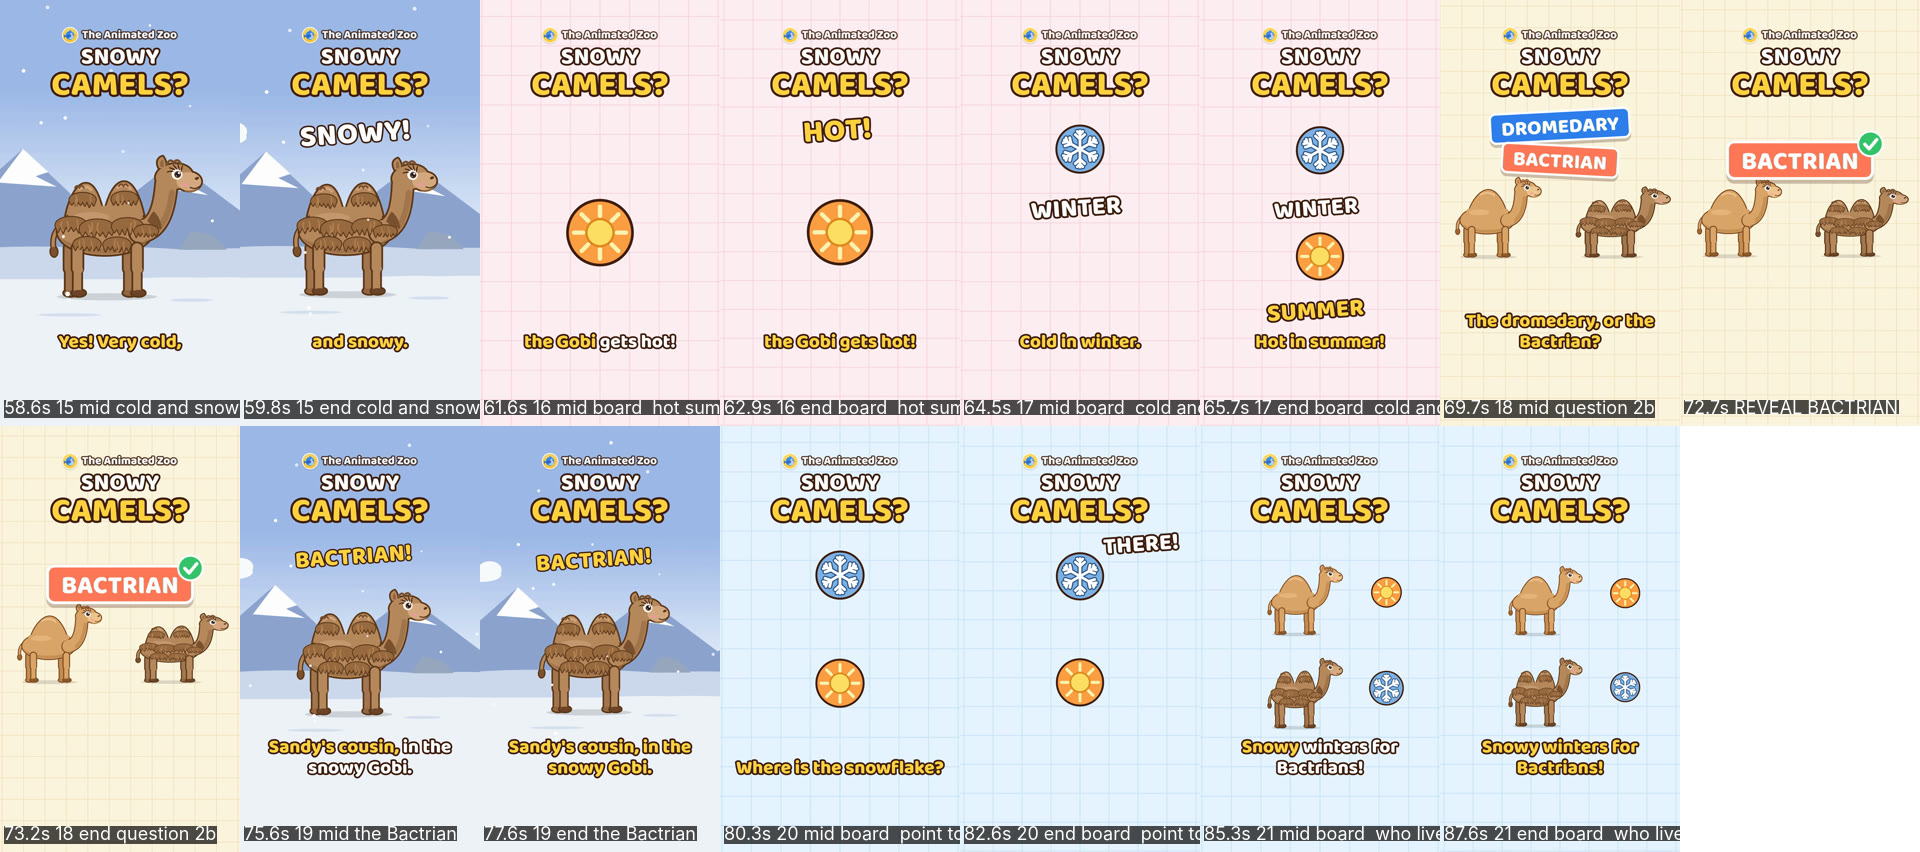 The Animated Zoo
SNOWY
CAMELS?
Yes! Very cold,
58.6s 15 mid cold and snow
The Animated Zoo
SNOWY
CAMELS?
SNOWY!
and snowy.
59.8s 15 end cold and snow
The Animated Zoo
SNOWY
CAMELS?
the Gobi gets hot!
61.6s 16 mid board hot sum
The Animated Zoo
SNOWY
CAMELS?
HOT!
the Gobi gets hot!
62.9s 16 end board hot sum
The Animated Zoo
SNOWY
CAMELS?
WINTER
Cold in winter.
64.5s 17 mid board cold and
The Animated Zoo
SNOWY
CAMELS?
WINTER
SUMMER
Hot in summer!
65.7s 17 end board cold and
The Animated Zoo
SNOWY
CAMELS?
DROMEDARY
BACTRIAN
The dromedary, or the
Bactrian?
69.7s 18 mid question 2b
The Animated Zoo
SNOWY
CAMELS?
BACTRIAN
72.7s REVEAL BACTRIAN
The Animated Zoo
SNOWY
CAMELS?
BACTRIAN
73.2s 18 end question 2b
The Animated Zoo
SNOWY
CAMELS?
BACTRIAN!
Sandy's cousin, in the
snowy Gobi.
75.6s 19 mid the Bactrian
The Animated Zoo
SNOWY
CAMELS?
BACTRIAN!
Sandy's cousin, in the
snowy Gobi.
77.6s 19 end the Bactrian
The Animated Zoo
SNOWY
CAMELS?
Where is the snowflake?
80.3s 20 mid board point to
The Animated Zoo
SNOWY
CAMELS?
THERE!
82.6s 20 end board point to
The Animated Zoo
SNOWY
CAMELS?
Snowy winters for
Bactrians!
85.3s 21 mid board who live
The Animated Zoo
SNOWY
CAMELS?
Snowy winters for
Bactrians!
87.6s 21 end board who live